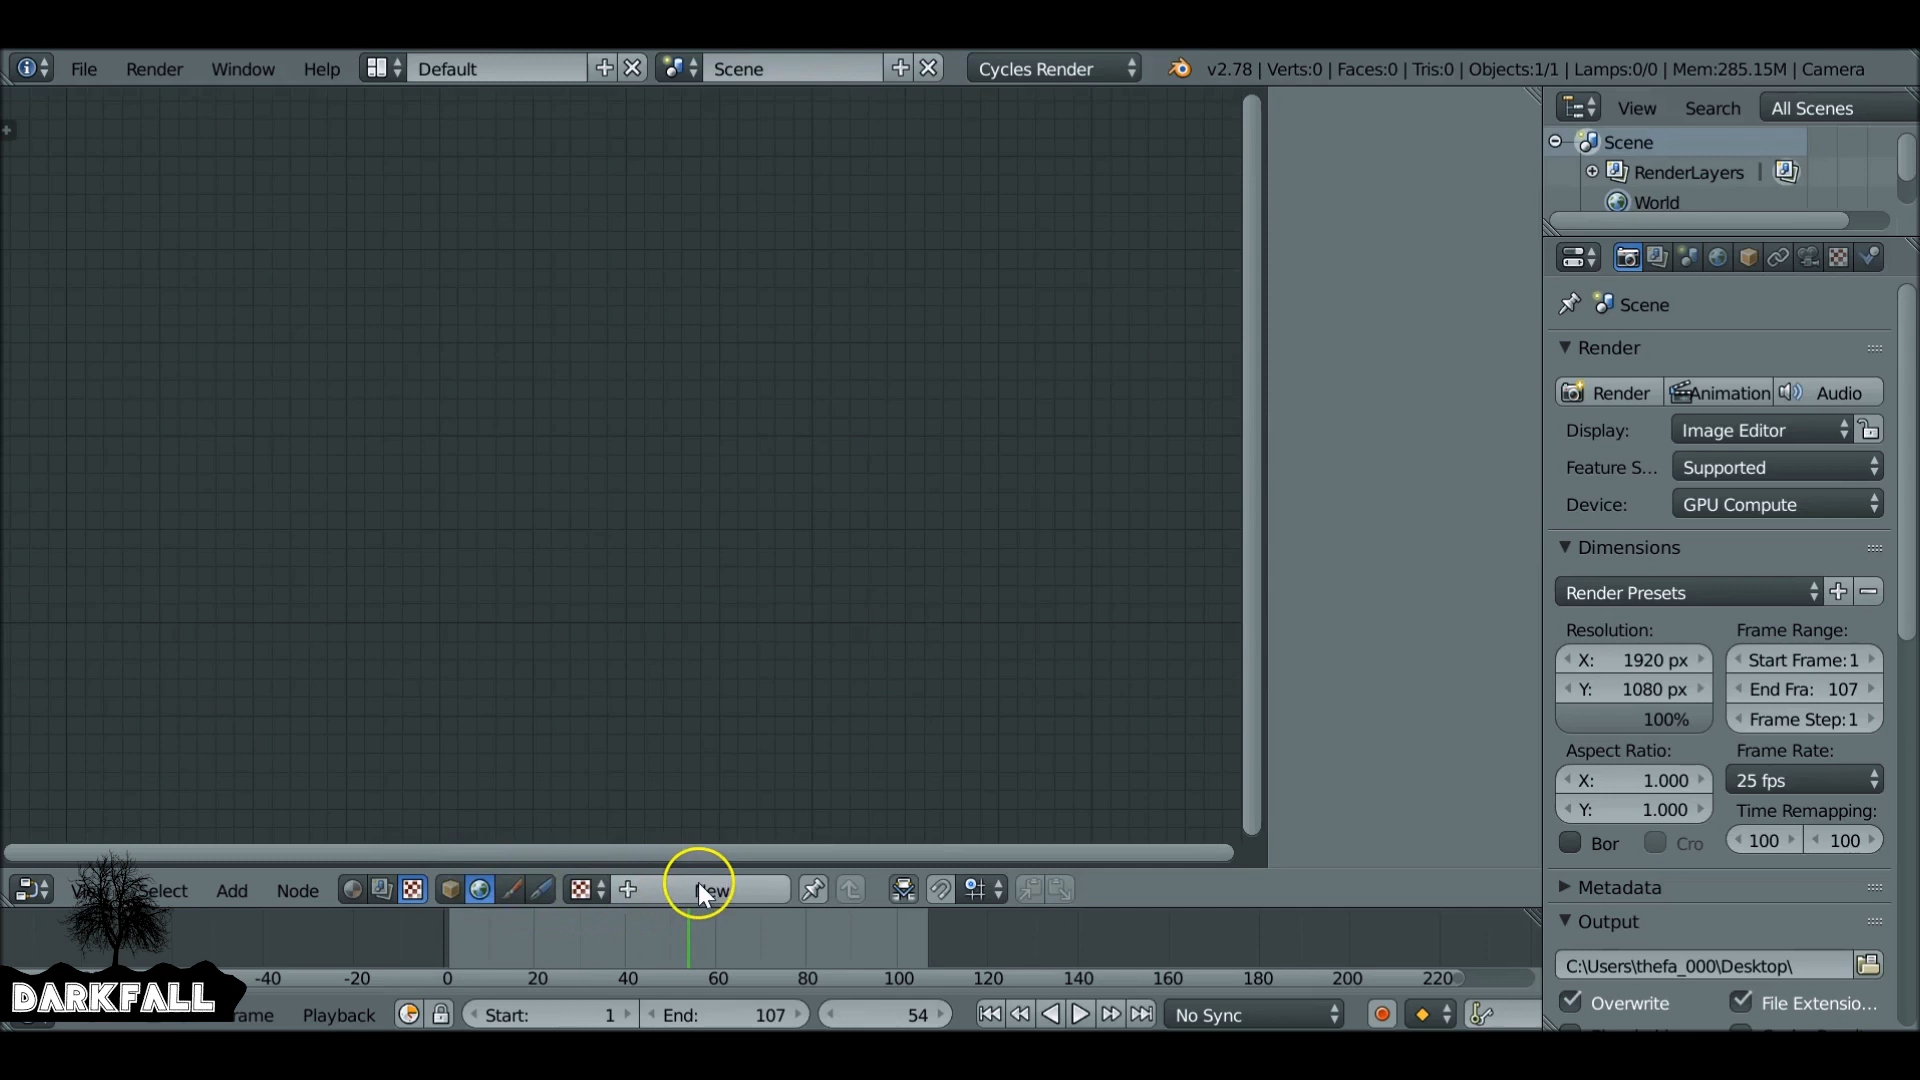 File Render Window Help Default Scene Cycles Render v2.78 | Verts:0 | Faces:0 | Tris:0 | Objects:1/1 | Lamps:0/0 | Mem:285.15M | Camera
View Search All Scenes
Scene
RenderLayers
World
Scene
Render
Render Animation Audio
Display: Image Editor
Feature S... Supported
Device: GPU Compute
Dimensions
Render Presets
Resolution: Frame Range:
X: 1920 px Start Frame: 1
Y: 1080 px End Fra: 107
100% Frame Step: 1
Aspect Ratio: Frame Rate:
X: 1.000 25 fps
Y: 1.000 Time Remapping:
Bor Cro 100 100
Metadata
Output
C:\Users\thefa_000\Desktop\
Overwrite File Extensio...
Select Add Node New
-40 -20 0 20 40 60 80 100 120 140 160 180 200 220
DARKFALL
Playback Start: 1 End: 107 54 No Sync